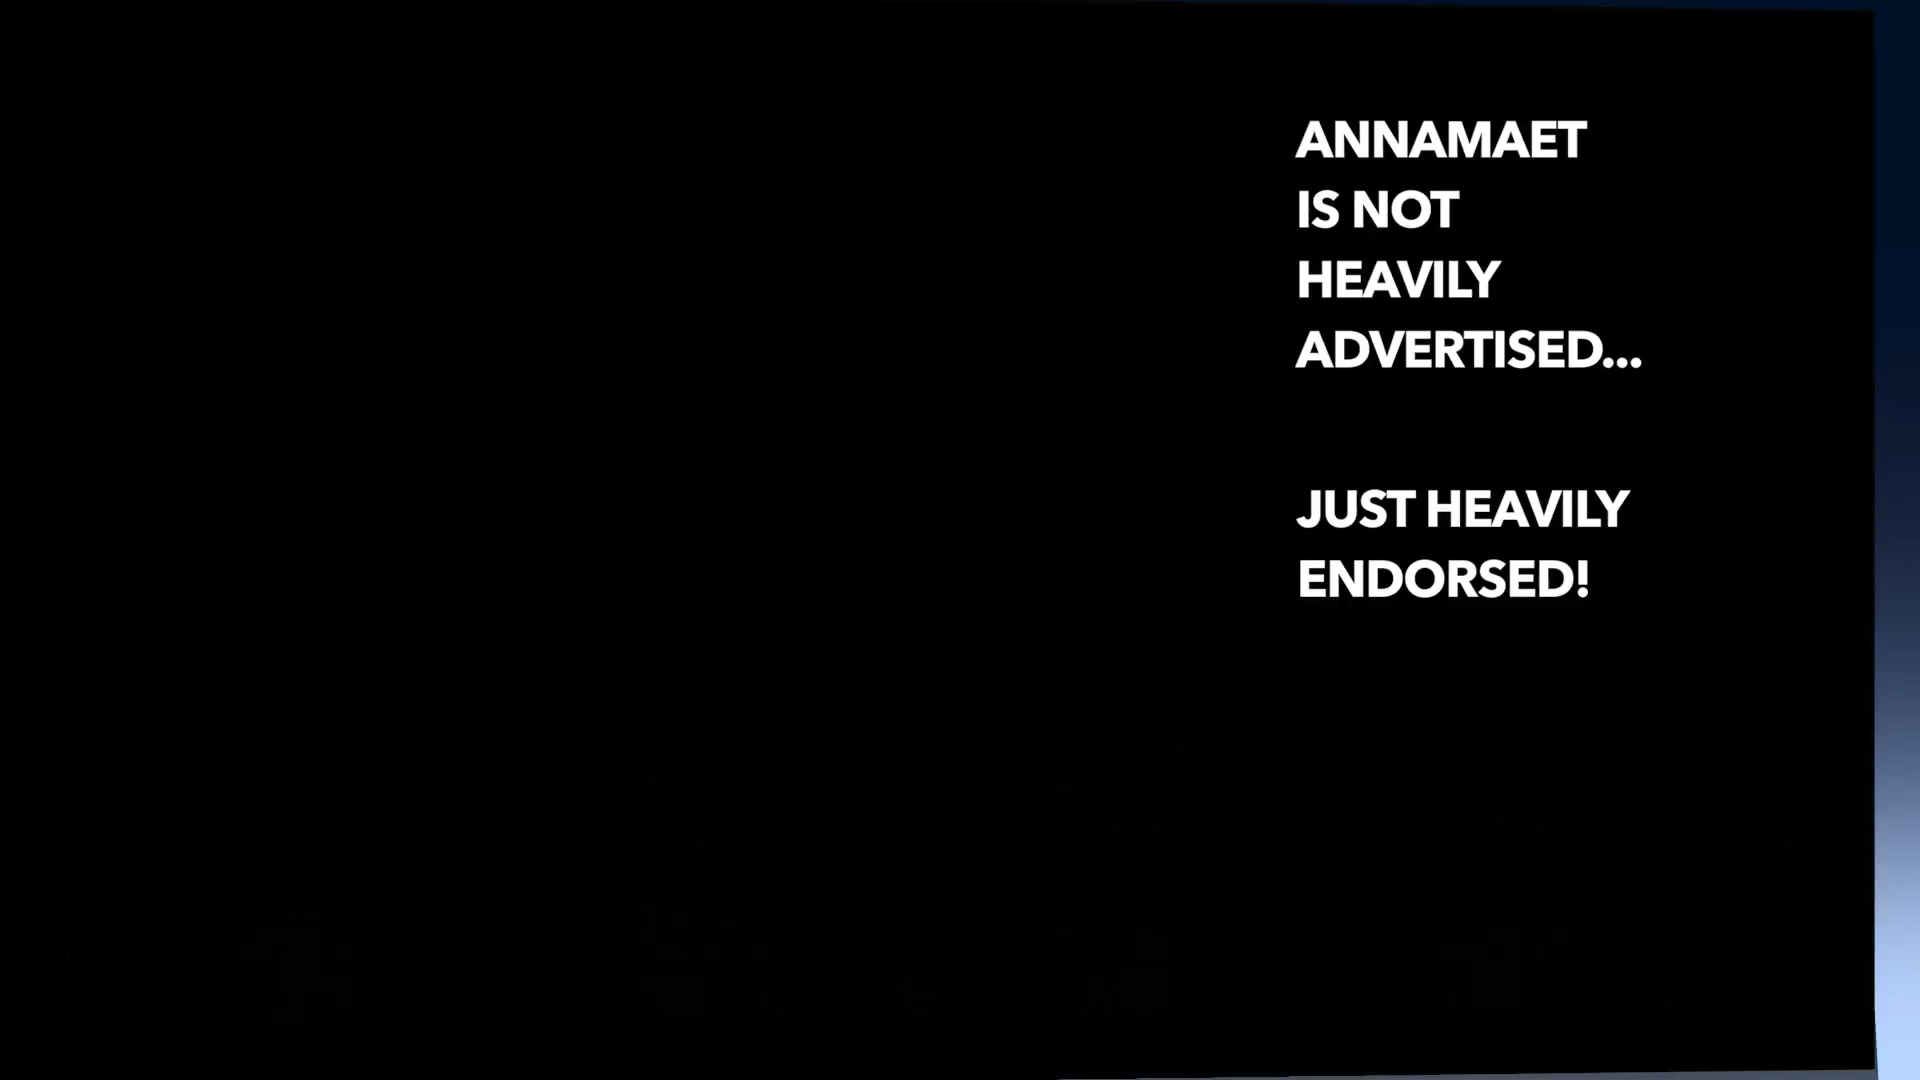 ANNAMAET
IS NOT
HEAVILY
ADVERTISED...
JUST HEAVILY
ENDORSED!